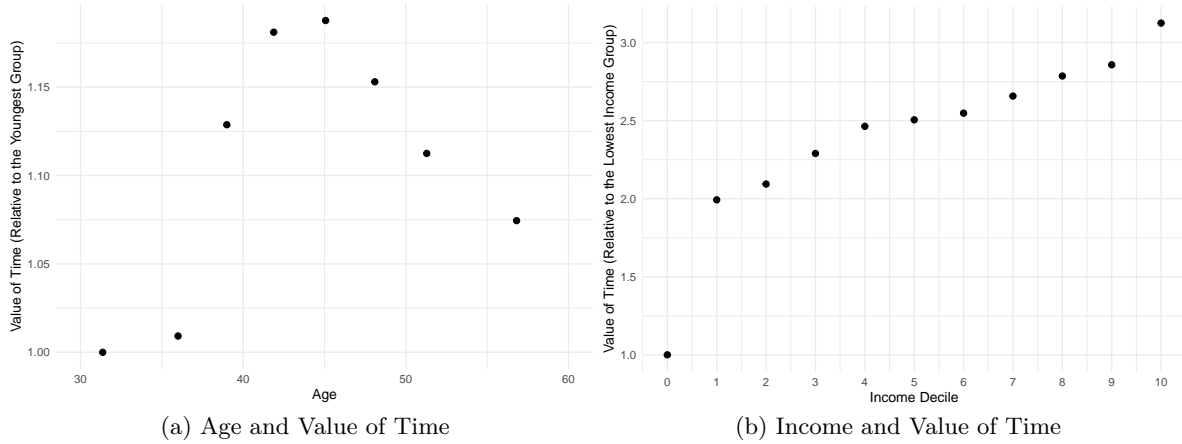 Value of Time (Relative to the Youngest Group)
1.15
1.10
1.05
1.00
30 40 50 60
Age
(a) Age and Value of Time
Value of Time (Relative to the Lowest Income Group)
3.0
2.5
2.0
1.5
1.0
0 1 2 3 4 5 6 7 8 9 10
Income Decile
(b) Income and Value of Time